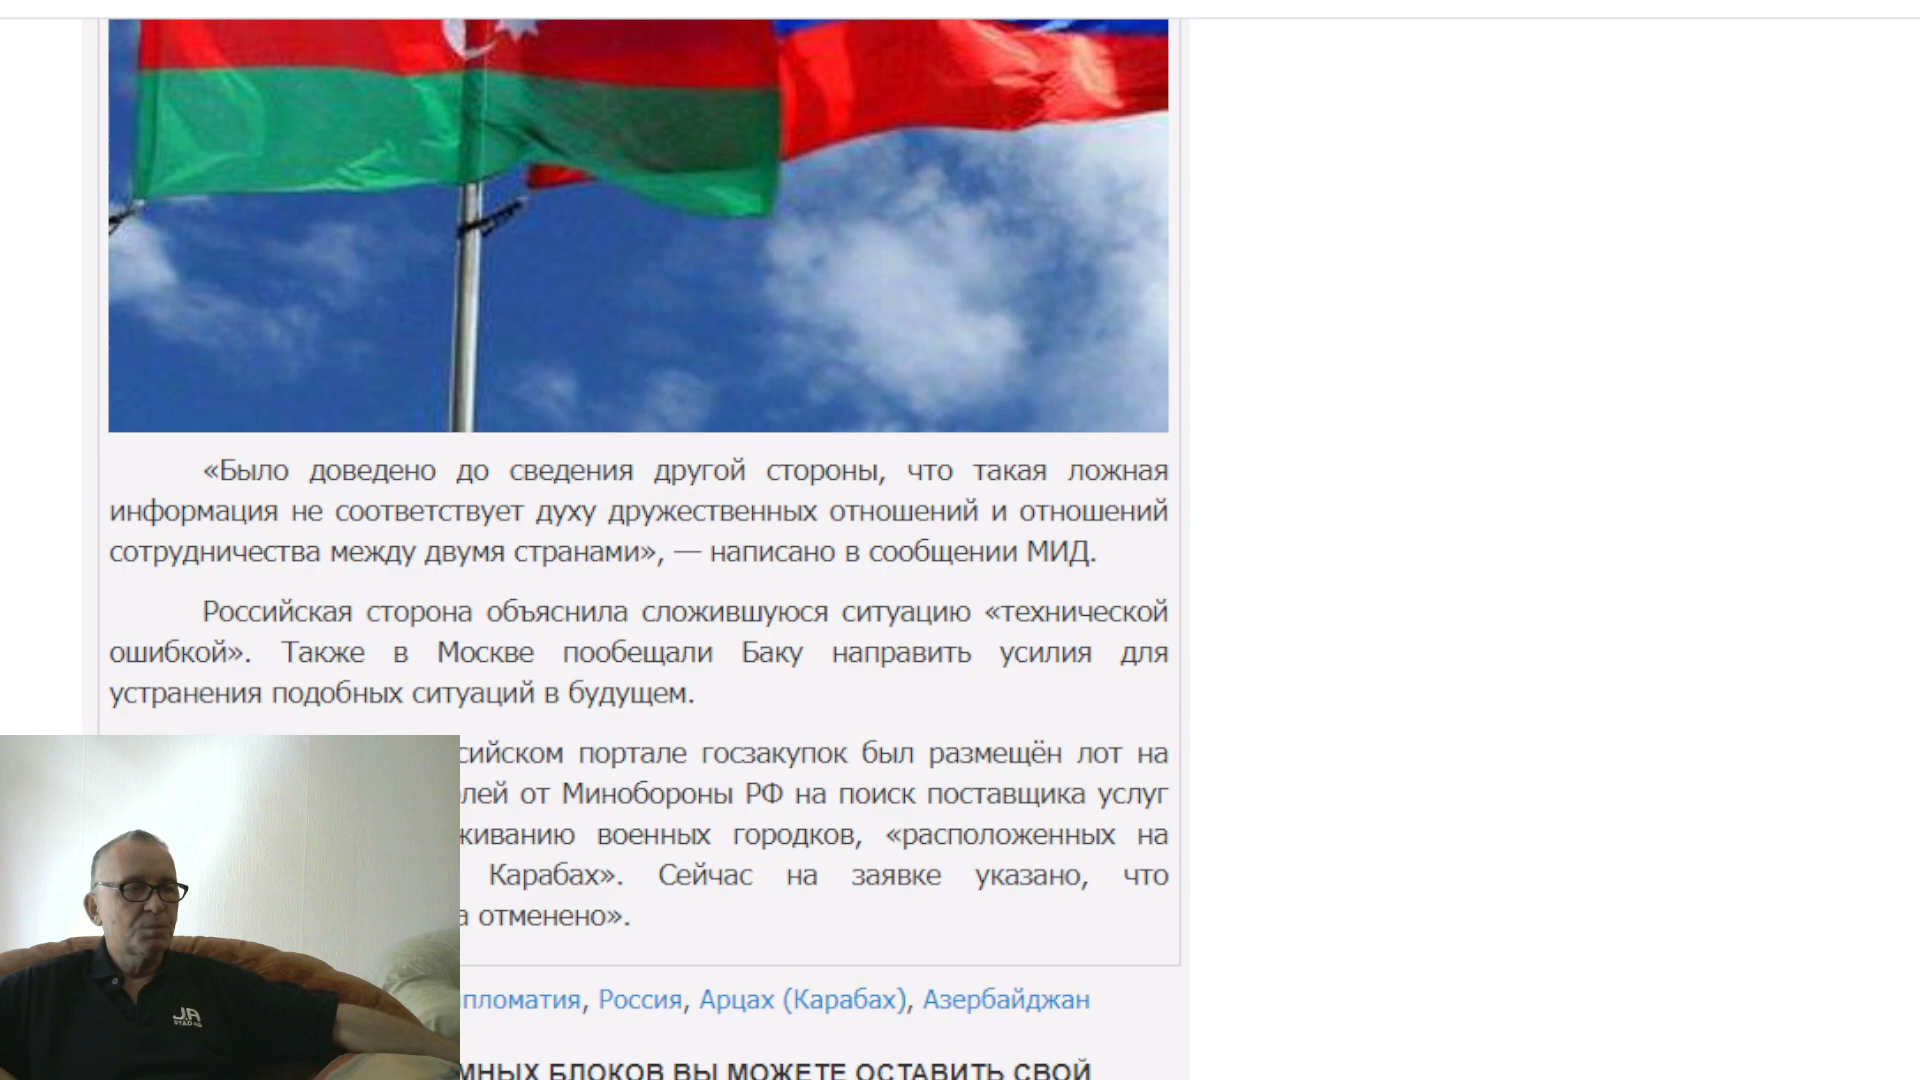 «Было доведено до сведения другой стороны, что такая ложная
информация не соответствует духу дружественных отношений и отношений
сотрудничества между двумя странами», — написано в сообщении МИД.
Российская сторона объяснила сложившуюся ситуацию «технической
ошибкой». Также в Москве пообещали Баку направить усилия для
устранения подобных ситуаций в будущем.
сийском портале госзакупок был размещён лот на
лей от Минобороны РФ на поиск поставщика услуг
живанию военных городков, «расположенных на
Карабах». Сейчас на заявке указано, что
а отменено».
пломатия, Россия, Арцах (Карабах), Азербайджан
МНЫХ БЛОКОВ ВЫ МОЖЕТЕ ОСТАВИТЬ СВОЙ
J.A